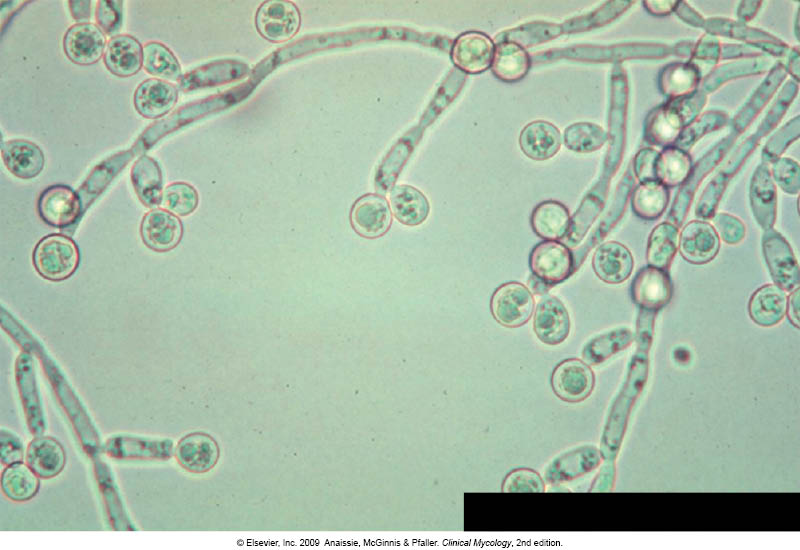 © Elsevier, Inc. 2009 Anaissie, McGinnis & Pfaller. Clinical Mycology, 2nd edition.